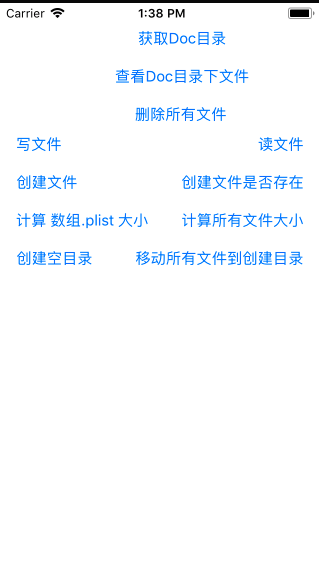 Carrier 1:38 PM
获取Doc目录
查看Doc目录下文件
删除所有文件
写文件 读文件
创建文件 创建文件是否存在
计算 数组.plist 大小 计算所有文件大小
创建空目录 移动所有文件到创建目录